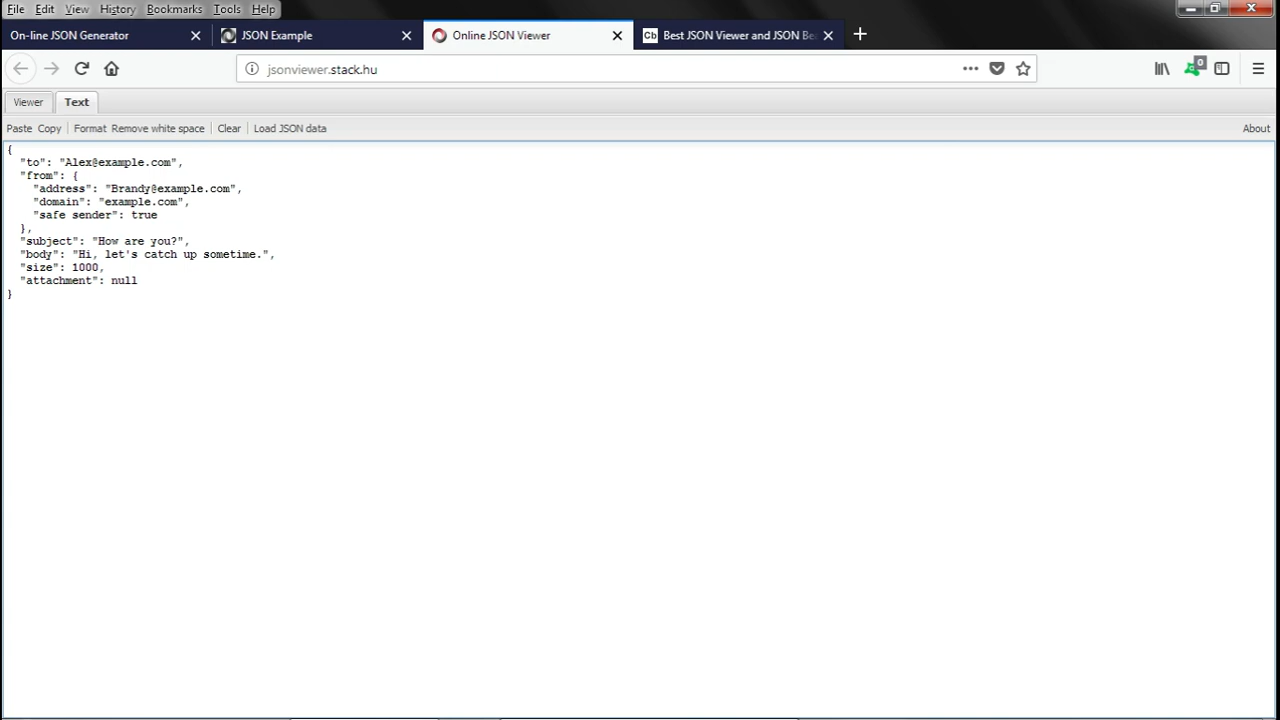 File Edit View History Bookmarks Tools Help
On-line JSON Generator JSON Example Online JSON Viewer Cb Best JSON Viewer and JSON Be
jsonviewer.stack.hu 0
Viewer Text
Paste Copy Format Remove white space Clear Load JSON data About
{
"to": "Alex@example.com",
"from": {
"address": "Brandy@example.com",
"domain": "example.com",
"safe sender": true
},
"subject": "How are you?",
"body": "Hi, let's catch up sometime.",
"size": 1000,
"attachment": null
}